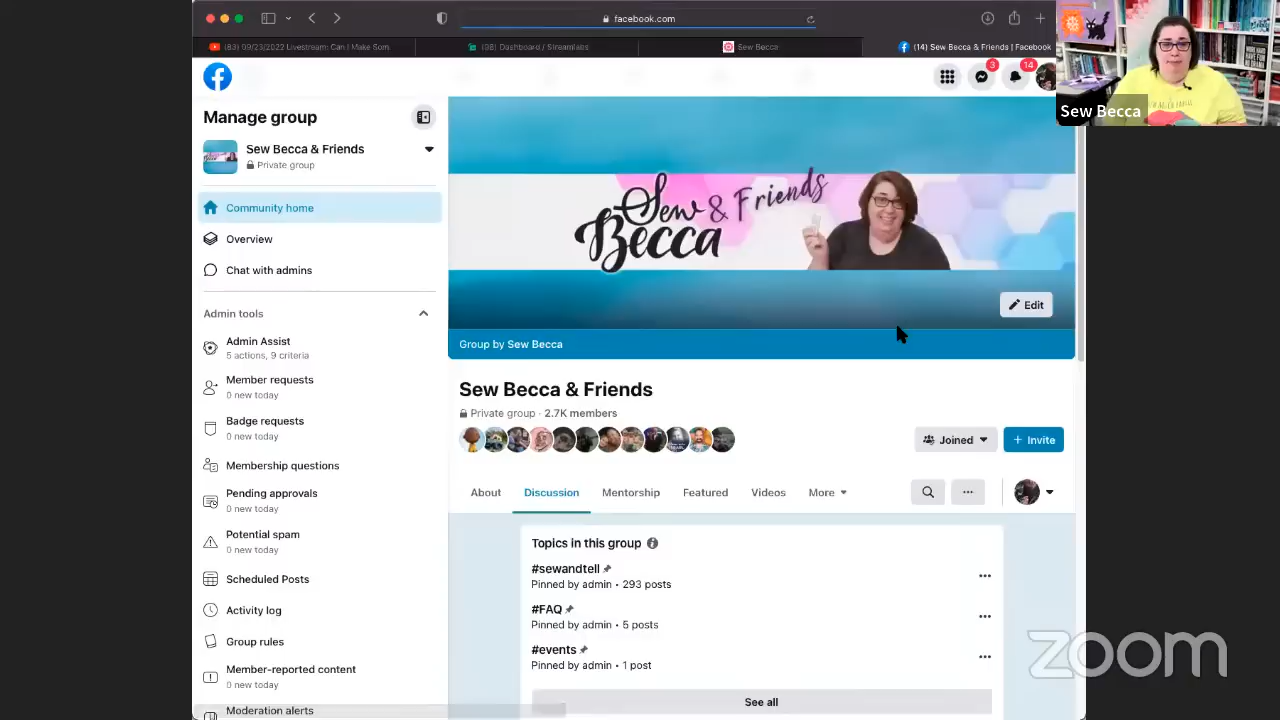 facebook.com
(83) 09/23/2022 Livestream: Can I Make Som
(98) Dashboard / Streamlabs
Sew Becca
(14) Sew Becca & Friends | Facebook
3
14
Sew Becca
Manage group
Sew Becca & Friends
Private group
Community home
Overview
Chat with admins
Admin tools
Admin Assist
5 actions, 9 criteria
Member requests
0 new today
Badge requests
0 new today
Membership questions
Pending approvals
0 new today
Potential spam
0 new today
Scheduled Posts
Activity log
Group rules
Member-reported content
0 new today
Moderation alerts
Sew & Friends
Becca
Edit
Group by Sew Becca
Sew Becca & Friends
Private group · 2.7K members
Joined
+ Invite
About
Discussion
Mentorship
Featured
Videos
More
Topics in this group
#sewandtell
Pinned by admin • 293 posts
#FAQ
Pinned by admin • 5 posts
#events
Pinned by admin • 1 post
See all
zoom